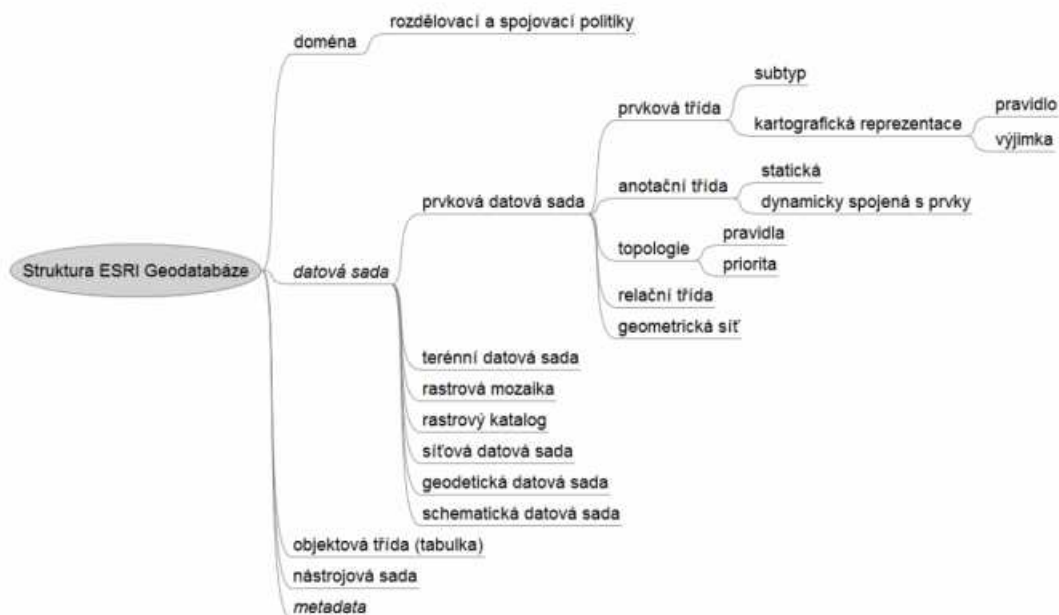 rozdělovací a spojovací politiky
doména
subtyp
prvková třída
pravidlo
kartografická reprezentace
výjimka
statická
anotační třída
prvková datová sada
dynamicky spojená s prvky
pravidla
topologie
priorita
Struktura ESRI Geodatabáze
datová sada
relační třída
geometrická síť
terénní datová sada
rastrová mozaika
rastrový katalog
síťová datová sada
geodetická datová sada
schematická datová sada
objektová třída (tabulka)
nástrojová sada
metadata